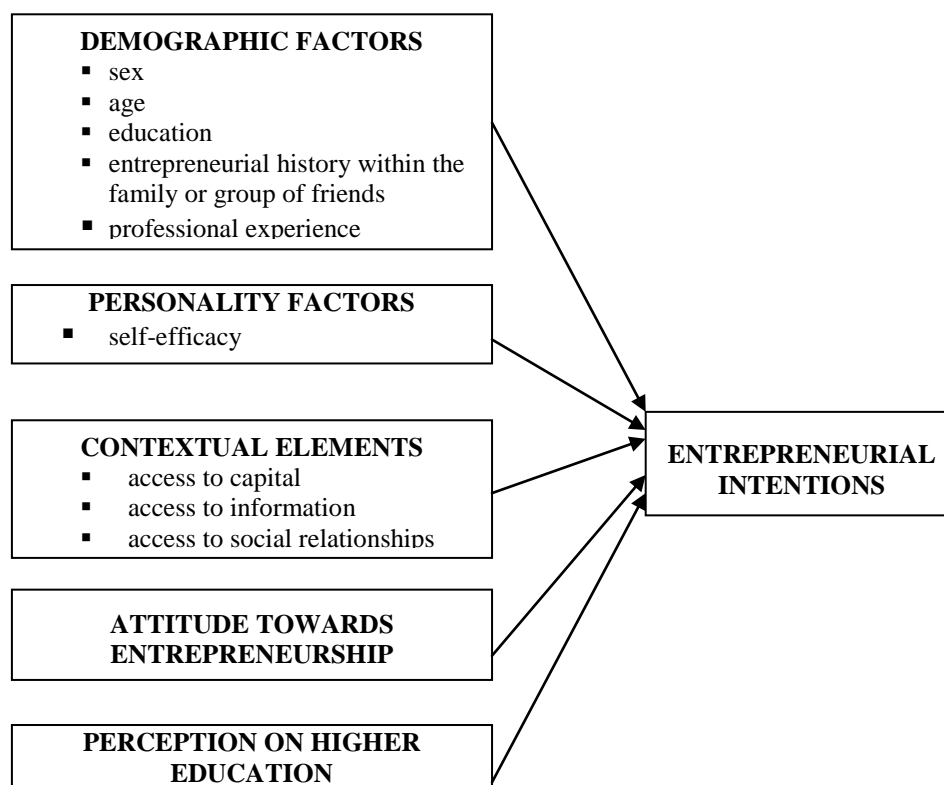 DEMOGRAPHIC FACTORS
▪ sex
▪ age
▪ education
▪ entrepreneurial history within the
family or group of friends
▪ professional experience
PERSONALITY FACTORS
▪ self-efficacy
CONTEXTUAL ELEMENTS
▪ access to capital
▪ access to information
▪ access to social relationships
ATTITUDE TOWARDS
ENTREPRENEURSHIP
PERCEPTION ON HIGHER
EDUCATION
ENTREPRENEURIAL
INTENTIONS